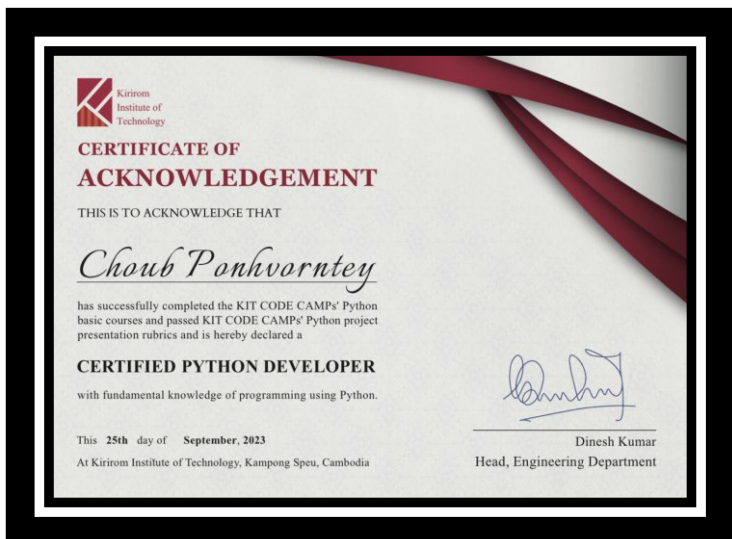 Kirirom
Institute of
Technology
CERTIFICATE OF
ACKNOWLEDGEMENT
THIS IS TO ACKNOWLEDGE THAT
Choub Ponhvorntey
has successfully completed the KIT CODE CAMPs' Python
basic courses and passed KIT CODE CAMPs' Python project
presentation rubrics and is hereby declared a
CERTIFIED PYTHON DEVELOPER
with fundamental knowledge of programming using Python.
This 25th day of September, 2023
At Kirirom Institute of Technology, Kampong Speu, Cambodia
Dinesh Kumar
Head, Engineering Department